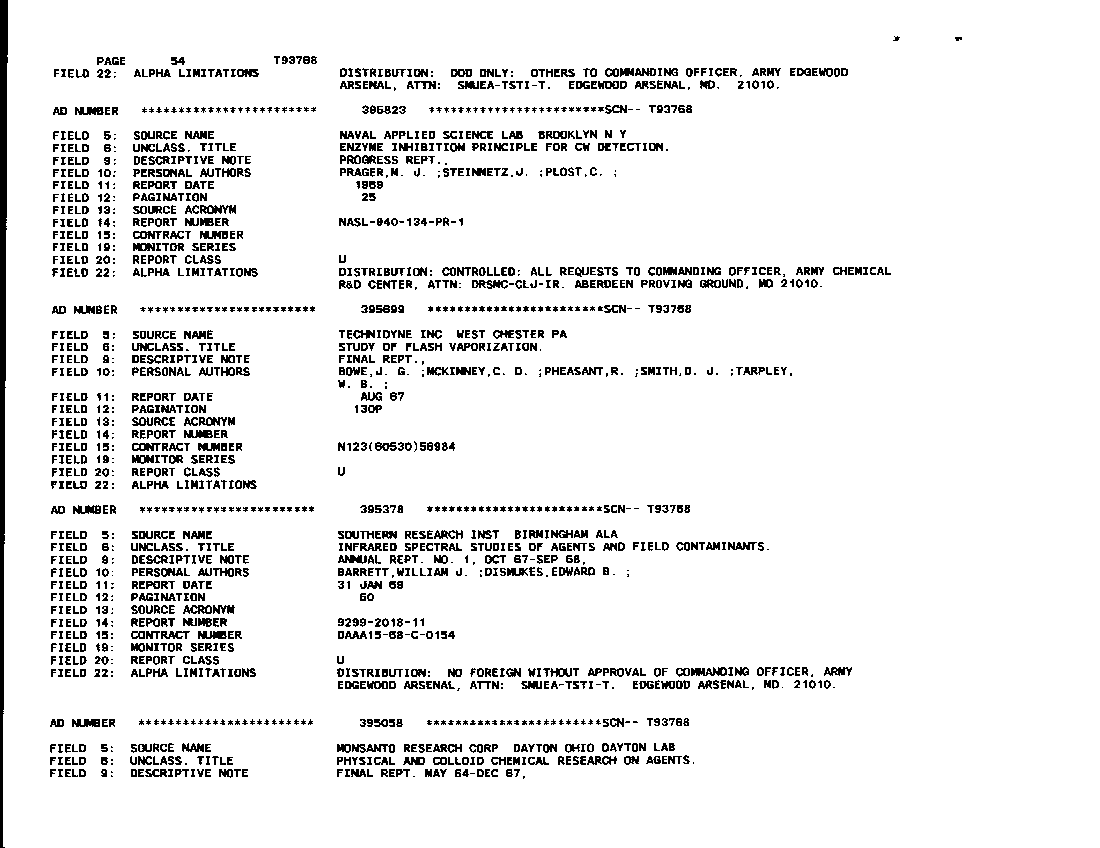 PAGE 54 T93768
FIELD 22: ALPHA LIMITATIONS DISTRIBUTION: DOD ONLY: OTHERS TO COMMANDING OFFICER, ARMY EDGEWOOD
ARSENAL, ATTN: SMUEA-TSTI-T. EDGEWOOD ARSENAL, MD. 21010.
AD NUMBER ************************ 395823 ************************SCN-- T93768
FIELD 5: SOURCE NAME NAVAL APPLIED SCIENCE LAB BROOKLYN N Y
FIELD 6: UNCLASS. TITLE ENZYME INHIBITION PRINCIPLE FOR CW DETECTION.
FIELD 9: DESCRIPTIVE NOTE PROGRESS REPT.,
FIELD 10: PERSONAL AUTHORS PRAGER,M. J. ;STEINMETZ,J. ;PLOST,C. ;
FIELD 11: REPORT DATE 1969
FIELD 12: PAGINATION 25
FIELD 13: SOURCE ACRONYM
FIELD 14: REPORT NUMBER NASL-940-134-PR-1
FIELD 15: CONTRACT NUMBER
FIELD 19: MONITOR SERIES
FIELD 20: REPORT CLASS U
FIELD 22: ALPHA LIMITATIONS DISTRIBUTION: CONTROLLED: ALL REQUESTS TO COMMANDING OFFICER, ARMY CHEMICAL
R&D CENTER, ATTN: DRSMC-CLJ-IR. ABERDEEN PROVING GROUND, MD 21010.
AD NUMBER ************************ 395699 ************************SCN-- T93768
FIELD 5: SOURCE NAME TECHNIDYNE INC WEST CHESTER PA
FIELD 6: UNCLASS. TITLE STUDY OF FLASH VAPORIZATION.
FIELD 9: DESCRIPTIVE NOTE FINAL REPT.,
FIELD 10: PERSONAL AUTHORS BOWE,J. G. ;MCKINNEY,C. D. ;PHEASANT,R. ;SMITH,D. J. ;TARPLEY,
W. B. ;
FIELD 11: REPORT DATE AUG 67
FIELD 12: PAGINATION 130P
FIELD 13: SOURCE ACRONYM
FIELD 14: REPORT NUMBER
FIELD 15: CONTRACT NUMBER N123(60530)56984
FIELD 19: MONITOR SERIES
FIELD 20: REPORT CLASS U
FIELD 22: ALPHA LIMITATIONS
AD NUMBER ************************ 395378 ************************SCN-- T93768
FIELD 5: SOURCE NAME SOUTHERN RESEARCH INST BIRMINGHAM ALA
FIELD 6: UNCLASS. TITLE INFRARED SPECTRAL STUDIES OF AGENTS AND FIELD CONTAMINANTS.
FIELD 9: DESCRIPTIVE NOTE ANNUAL REPT. NO. 1, OCT 67-SEP 68,
FIELD 10: PERSONAL AUTHORS BARRETT,WILLIAM J. ;DISMUKES,EDWARD B. ;
FIELD 11: REPORT DATE 31 JAN 69
FIELD 12: PAGINATION 60
FIELD 13: SOURCE ACRONYM
FIELD 14: REPORT NUMBER 9299-2018-11
FIELD 15: CONTRACT NUMBER DAAA15-68-C-0154
FIELD 19: MONITOR SERIES
FIELD 20: REPORT CLASS U
FIELD 22: ALPHA LIMITATIONS DISTRIBUTION: NO FOREIGN WITHOUT APPROVAL OF COMMANDING OFFICER, ARMY
EDGEWOOD ARSENAL, ATTN: SMUEA-TSTI-T. EDGEWOOD ARSENAL, MD. 21010.
AD NUMBER ************************ 395058 ************************SCN-- T93768
FIELD 5: SOURCE NAME MONSANTO RESEARCH CORP DAYTON OHIO DAYTON LAB
FIELD 6: UNCLASS. TITLE PHYSICAL AND COLLOID CHEMICAL RESEARCH ON AGENTS.
FIELD 9: DESCRIPTIVE NOTE FINAL REPT. MAY 64-DEC 67,